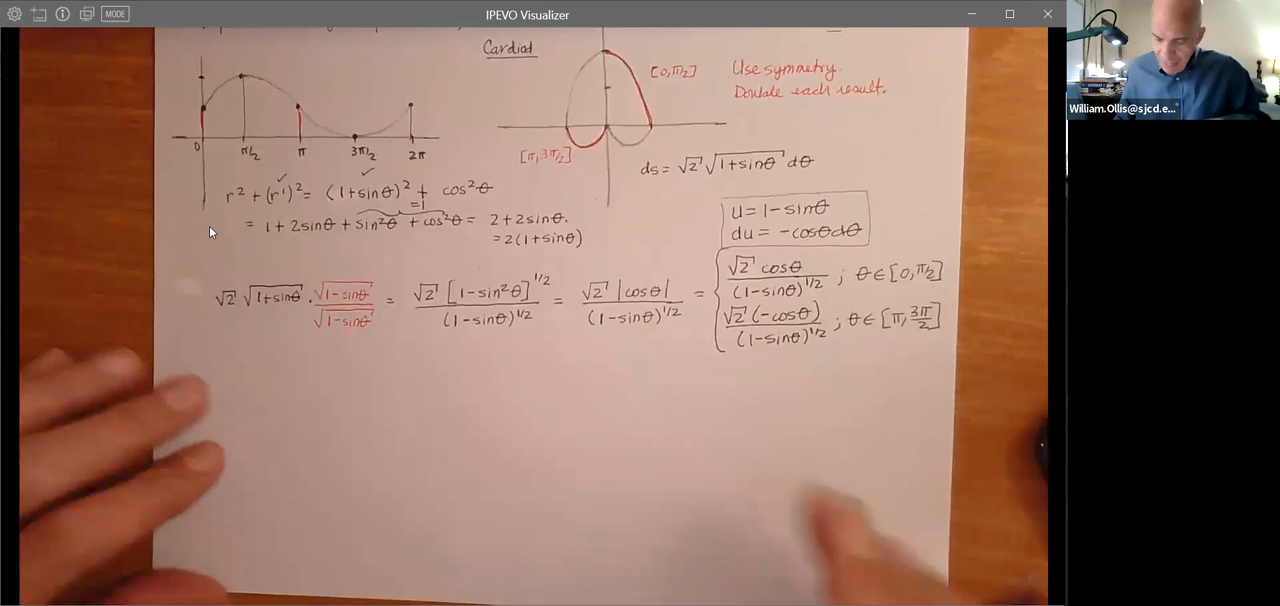 MODE
IPEVO Visualizer
William.Ollis@sjcd.e..."
Cardiod
[0, π/2]
Use symmetry.
Double each result.
0 π/2 π 3π/2 2π
[π, 3π/2]
ds = √2 √(1+sinθ) dθ
r² + (r')² = (1+sinθ)² + cos²θ
=1
= 1 + 2sinθ + sin²θ + cos²θ = 2 + 2sinθ.
= 2(1+sinθ)
u = 1-sinθ
du = -cosθdθ
√2 √(1+sinθ) · √(1-sinθ)/√(1-sinθ) = √2 [1-sin²θ]^1/2/(1-sinθ)^1/2 = √2 |cosθ|/(1-sinθ)^1/2 = { √2 cosθ/(1-sinθ)^1/2 ; θ∈[0, π/2]
√2 (-cosθ)/(1-sinθ)^1/2 ; θ∈[π, 3π/2]